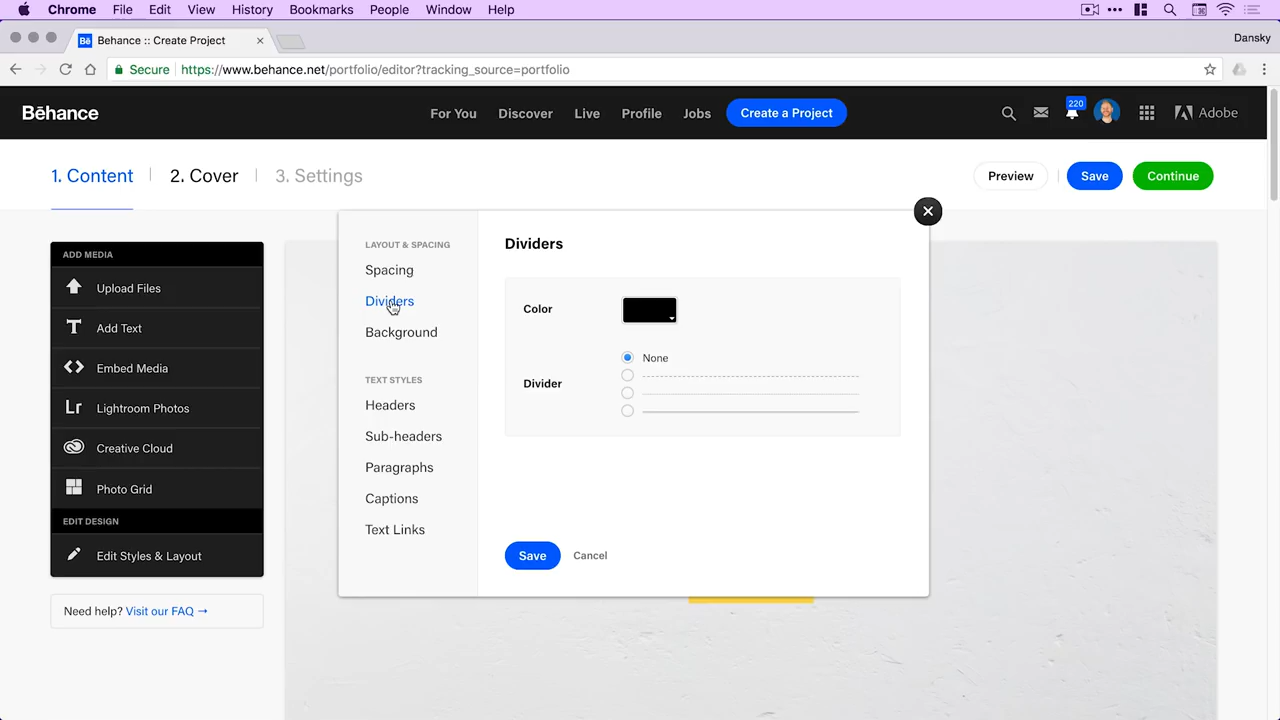 Chrome File Edit View History Bookmarks People Window Help
Bē Behance :: Create Project
Dansky
Secure https://www.behance.net/portfolio/editor?tracking_source=portfolio
Bēhance For You Discover Live Profile Jobs Create a Project 220 Adobe
1. Content 2. Cover 3. Settings Preview Save Continue
ADD MEDIA
Upload Files
Add Text
Embed Media
Lr Lightroom Photos
Creative Cloud
Photo Grid
EDIT DESIGN
Edit Styles & Layout
Need help? Visit our FAQ →
LAYOUT & SPACING
Spacing
Dividers
Background
TEXT STYLES
Headers
Sub-headers
Paragraphs
Captions
Text Links
Dividers
Color
Divider
None
Save Cancel